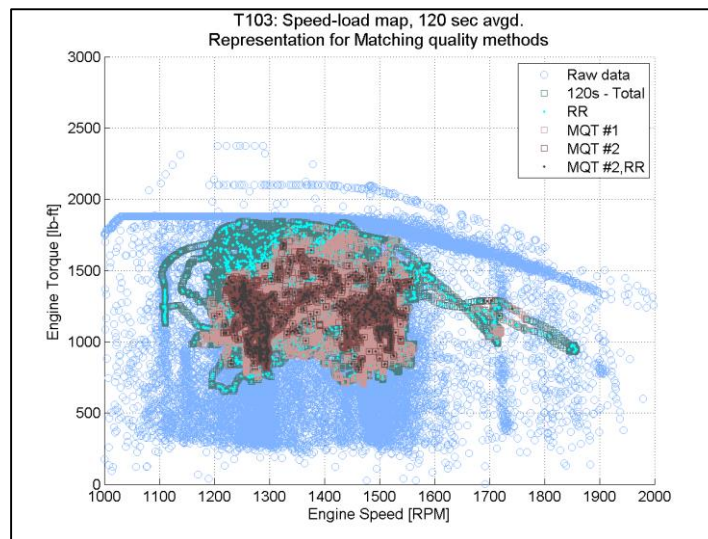 T103: Speed-load map, 120 sec avgd.
Representation for Matching quality methods
3000
2500
2000
1500
1000
500
0
Engine Torque [lb-ft]
Raw data
120s - Total
RR
MQT #1
MQT #2
MQT #2,RR
1000 1100 1200 1300 1400 1500 1600 1700 1800 1900 2000
Engine Speed [RPM]